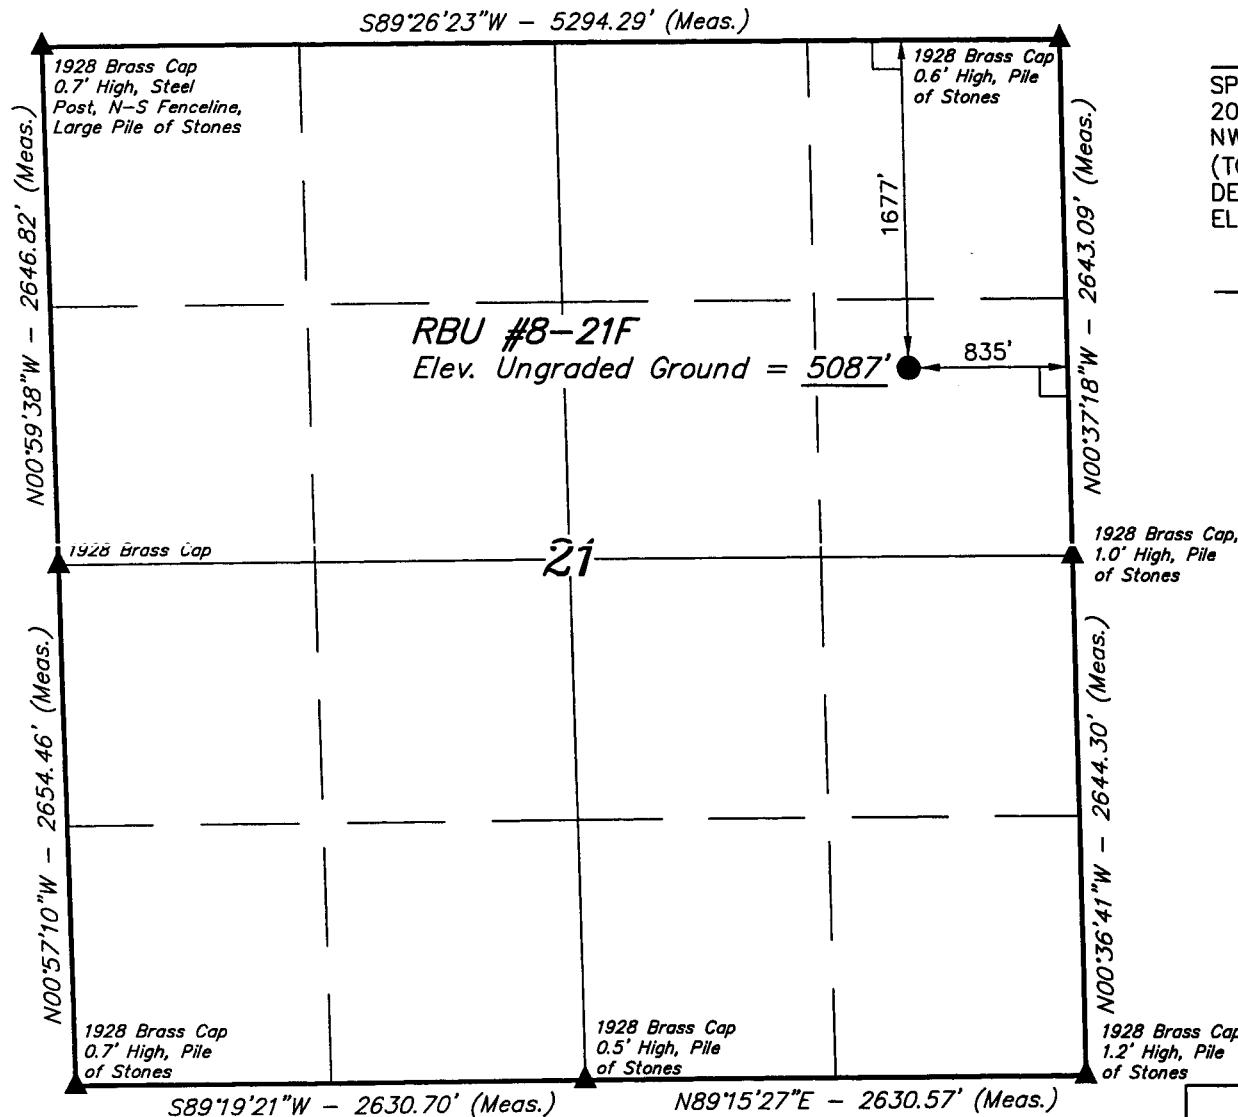 S89°26'23"W - 5294.29' (Meas.)
1928 Brass Cap
0.7' High, Steel
Post, N-S Fenceline,
Large Pile of Stones
1928 Brass Cap
0.6' High, Pile
of Stones
SP
20
NW
(TO
DE
EL
N00°59'38"W - 2646.82' (Meas.)
1677'
N00°37'18"W - 2643.09' (Meas.)
RBU #8-21F
Elev. Ungraded Ground = 5087'
835'
1928 Brass Cap
21
1928 Brass Cap,
1.0' High, Pile
of Stones
N00°57'10"W - 2654.46' (Meas.)
N00°36'41"W - 2644.30' (Meas.)
1928 Brass Cap
0.7' High, Pile
of Stones
1928 Brass Cap
0.5' High, Pile
of Stones
1928 Brass Cap
1.2' High, Pile
of Stones
S89°19'21"W - 2630.70' (Meas.)
N89°15'27"E - 2630.57' (Meas.)